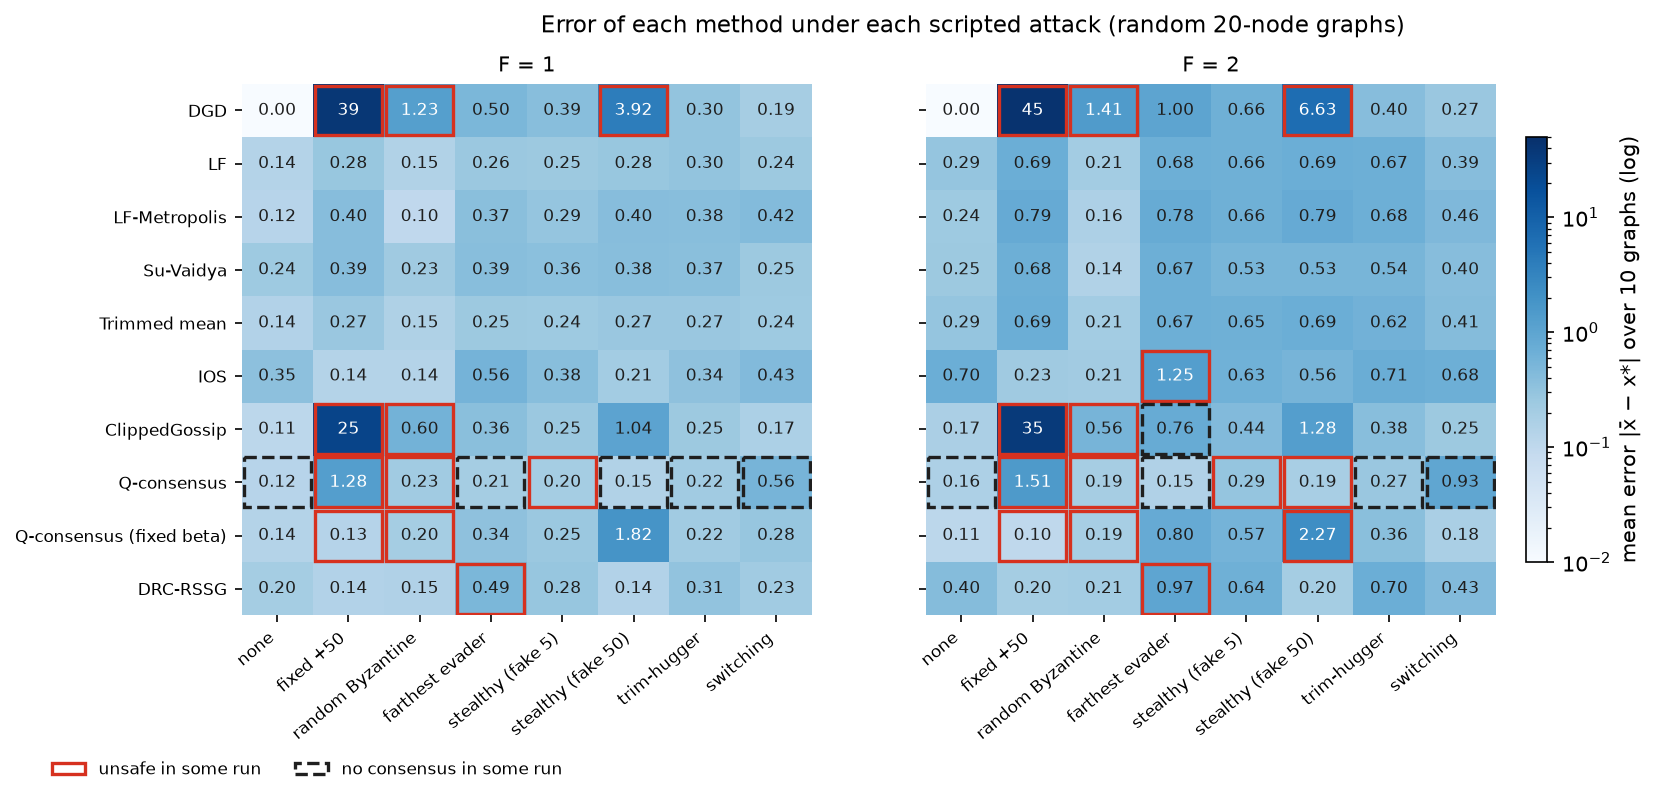 Error of each method under each scripted attack (random 20-node graphs)
F = 1
F = 2
DGD 0.00 39 1.23 0.50 0.39 3.92 0.30 0.19 0.00 45 1.41 1.00 0.66 6.63 0.40 0.27
LF 0.14 0.28 0.15 0.26 0.25 0.28 0.30 0.24 0.29 0.69 0.21 0.68 0.66 0.69 0.67 0.39
LF-Metropolis 0.12 0.40 0.10 0.37 0.29 0.40 0.38 0.42 0.24 0.79 0.16 0.78 0.66 0.79 0.68 0.46
Su-Vaidya 0.24 0.39 0.23 0.39 0.36 0.38 0.37 0.25 0.25 0.68 0.14 0.67 0.53 0.53 0.54 0.40
Trimmed mean 0.14 0.27 0.15 0.25 0.24 0.27 0.27 0.24 0.29 0.69 0.21 0.67 0.65 0.69 0.62 0.41
IOS 0.35 0.14 0.14 0.56 0.38 0.21 0.34 0.43 0.70 0.23 0.21 1.25 0.63 0.56 0.71 0.68
ClippedGossip 0.11 25 0.60 0.36 0.25 1.04 0.25 0.17 0.17 35 0.56 0.76 0.44 1.28 0.38 0.25
Q-consensus 0.12 1.28 0.23 0.21 0.20 0.15 0.22 0.56 0.16 1.51 0.19 0.15 0.29 0.19 0.27 0.93
Q-consensus (fixed beta) 0.14 0.13 0.20 0.34 0.25 1.82 0.22 0.28 0.11 0.10 0.19 0.80 0.57 2.27 0.36 0.18
DRC-RSSG 0.20 0.14 0.15 0.49 0.28 0.14 0.31 0.23 0.40 0.20 0.21 0.97 0.64 0.20 0.70 0.43
none
fixed +50
random Byzantine
farthest evader
stealthy (fake 5)
stealthy (fake 50)
trim-hugger
switching
none
fixed +50
random Byzantine
farthest evader
stealthy (fake 5)
stealthy (fake 50)
trim-hugger
switching
10¹
10⁰
10⁻¹
10⁻²
mean error |x̄ − x*| over 10 graphs (log)
unsafe in some run
no consensus in some run